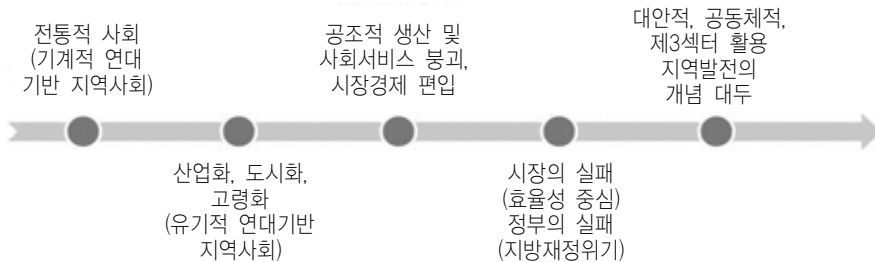 전통적 사회
(기계적 연대
기반 지역사회)
산업화, 도시화,
고령화
(유기적 연대기반
지역사회)
공조적 생산 및
사회서비스 붕괴,
시장경제 편입
시장의 실패
(효율성 중심)
정부의 실패
(지방재정위기)
대안적, 공동체적,
제3섹터 활용
지역발전의
개념 대두